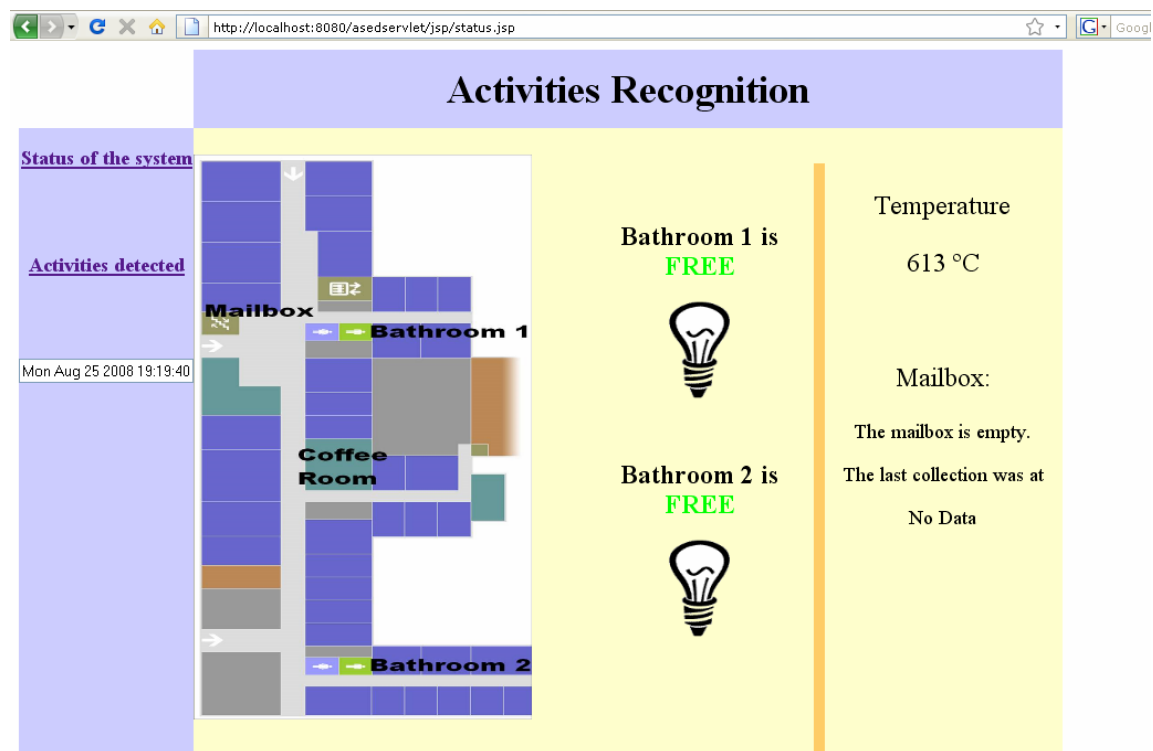 http://localhost:8080/asedservlet/jsp/status.jsp
G
Googl
Activities Recognition
Status of the system
Activities detected
Mon Aug 25 2008 19:19:40
Mailbox
Bathroom 1
Coffee
Room
Bathroom 2
Bathroom 1 is
FREE
Bathroom 2 is
FREE
Temperature
613 °C
Mailbox:
The mailbox is empty.
The last collection was at
No Data